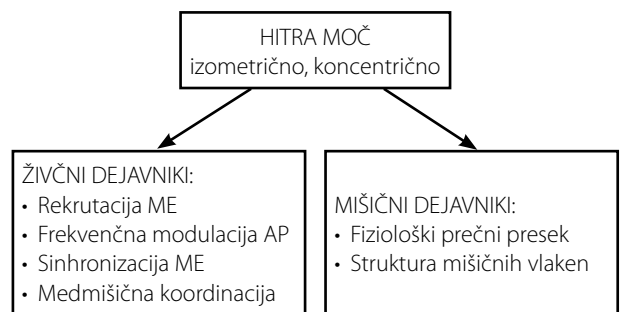 HITRA MOČ
izometrično, koncentrično
ŽIVČNI DEJAVNIKI:
• Rekrutacija ME
• Frekvenčna modulacija AP
• Sinhronizacija ME
• Medmišična koordinacija
MIŠIČNI DEJAVNIKI:
• Fiziološki prečni presek
• Struktura mišičnih vlaken